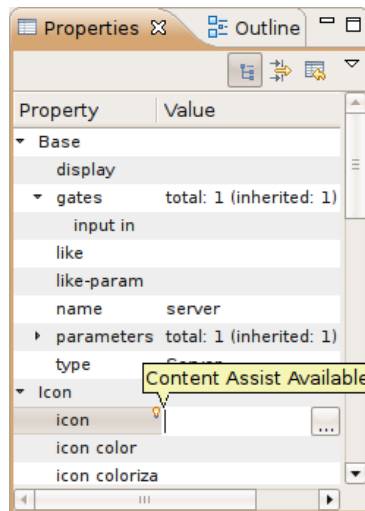 Properties Outline
Property Value
Base
display
gates total: 1 (inherited: 1)
input in
like
like-param
name server
parameters total: 1 (inherited: 1)
type
Content Assist Available
Icon
icon ...
icon color
icon coloriza